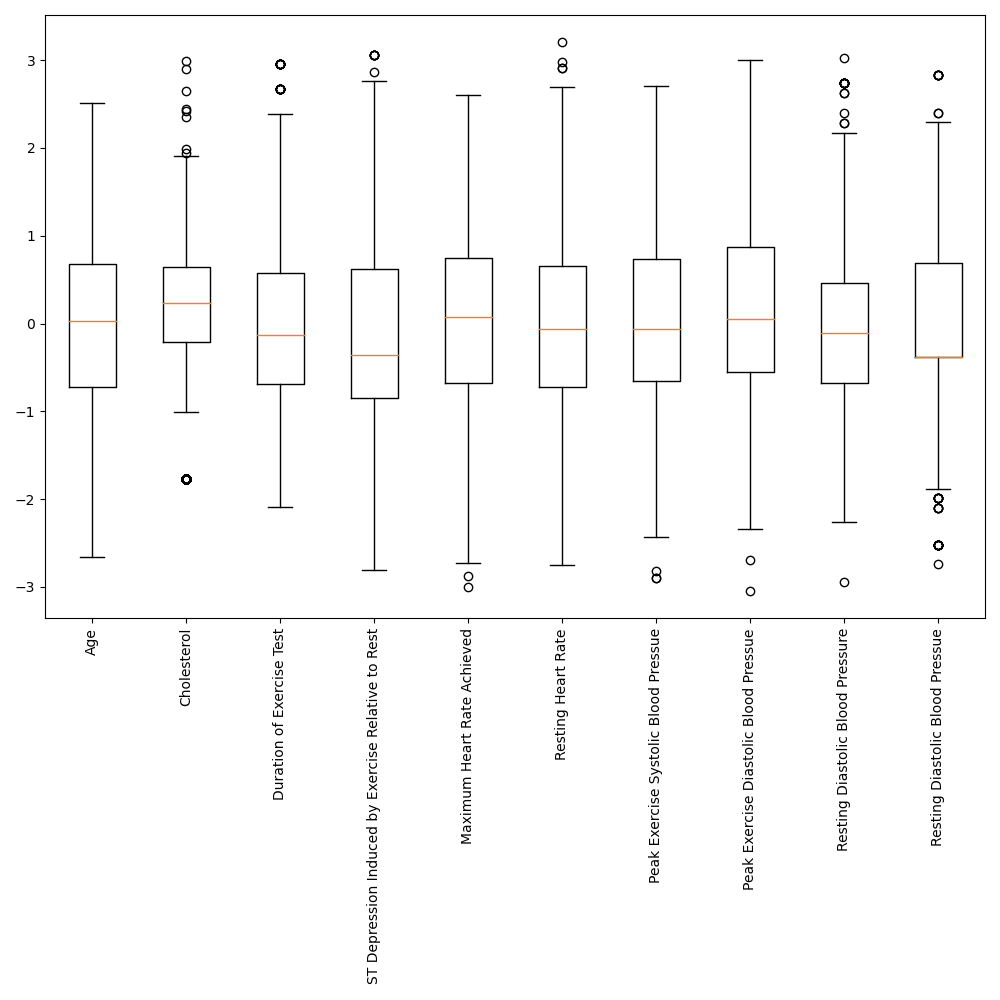 3
2
1
0
−1
−2
−3
Age
Cholesterol
Duration of Exercise Test
ST Depression Induced by Exercise Relative to Rest
Maximum Heart Rate Achieved
Resting Heart Rate
Peak Exercise Systolic Blood Pressue
Peak Exercise Diastolic Blood Pressue
Resting Diastolic Blood Pressure
Resting Diastolic Blood Pressue